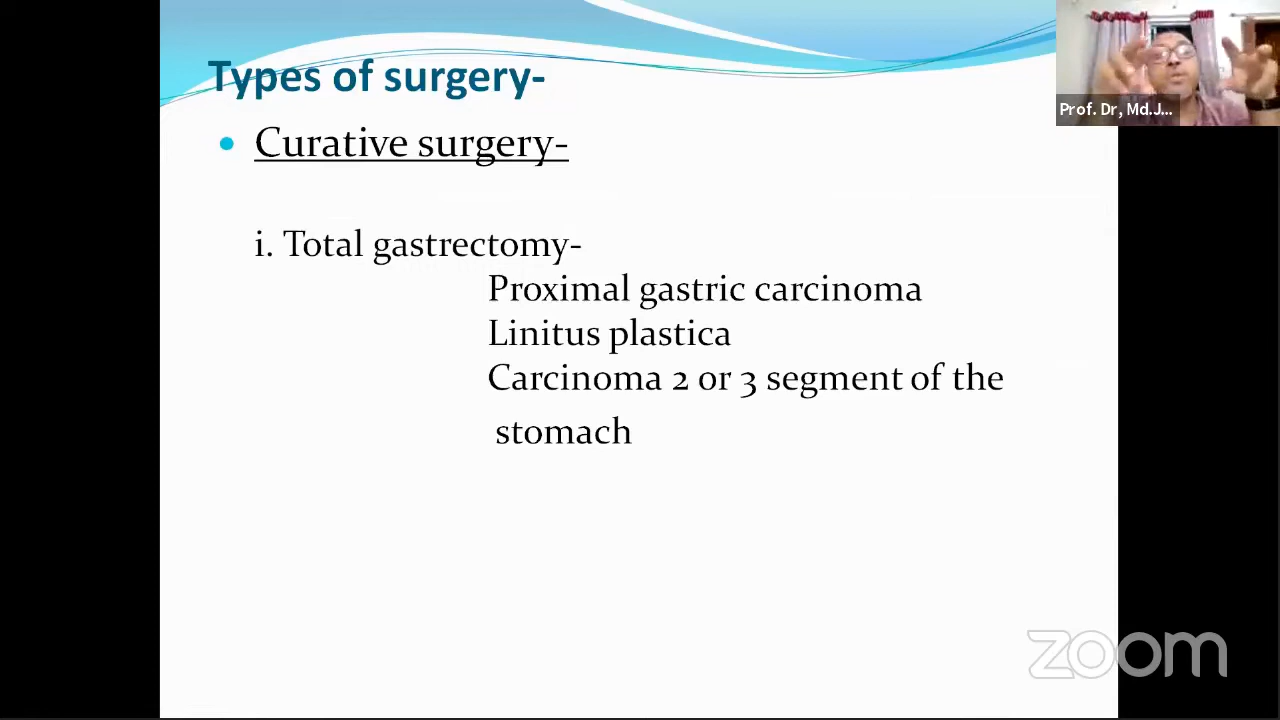 Types of surgery-
Prof. Dr, Md.J...
Curative surgery-
i. Total gastrectomy-
Proximal gastric carcinoma
Linitus plastica
Carcinoma 2 or 3 segment of the
stomach
zoom